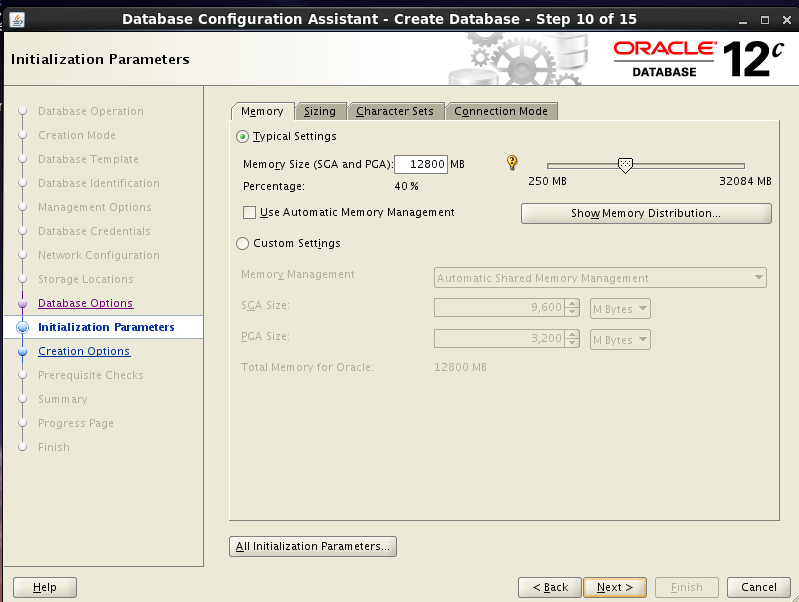 Database Configuration Assistant - Create Database - Step 10 of 15
Initialization Parameters
ORACLE®
DATABASE
12c
Database Operation
Creation Mode
Database Template
Database Identification
Management Options
Database Credentials
Network Configuration
Storage Locations
Database Options
Initialization Parameters
Creation Options
Prerequisite Checks
Summary
Progress Page
Finish
Memory Sizing Character Sets Connection Mode
Typical Settings
Memory Size (SGA and PGA): 12800 MB
250 MB 32084 MB
Percentage: 40 %
Use Automatic Memory Management
Show Memory Distribution...
Custom Settings
Memory Management Automatic Shared Memory Management
SGA Size: 9,600 M Bytes
PGA Size: 3,200 M Bytes
Total Memory for Oracle: 12800 MB
All Initialization Parameters...
Help < Back Next > Finish Cancel